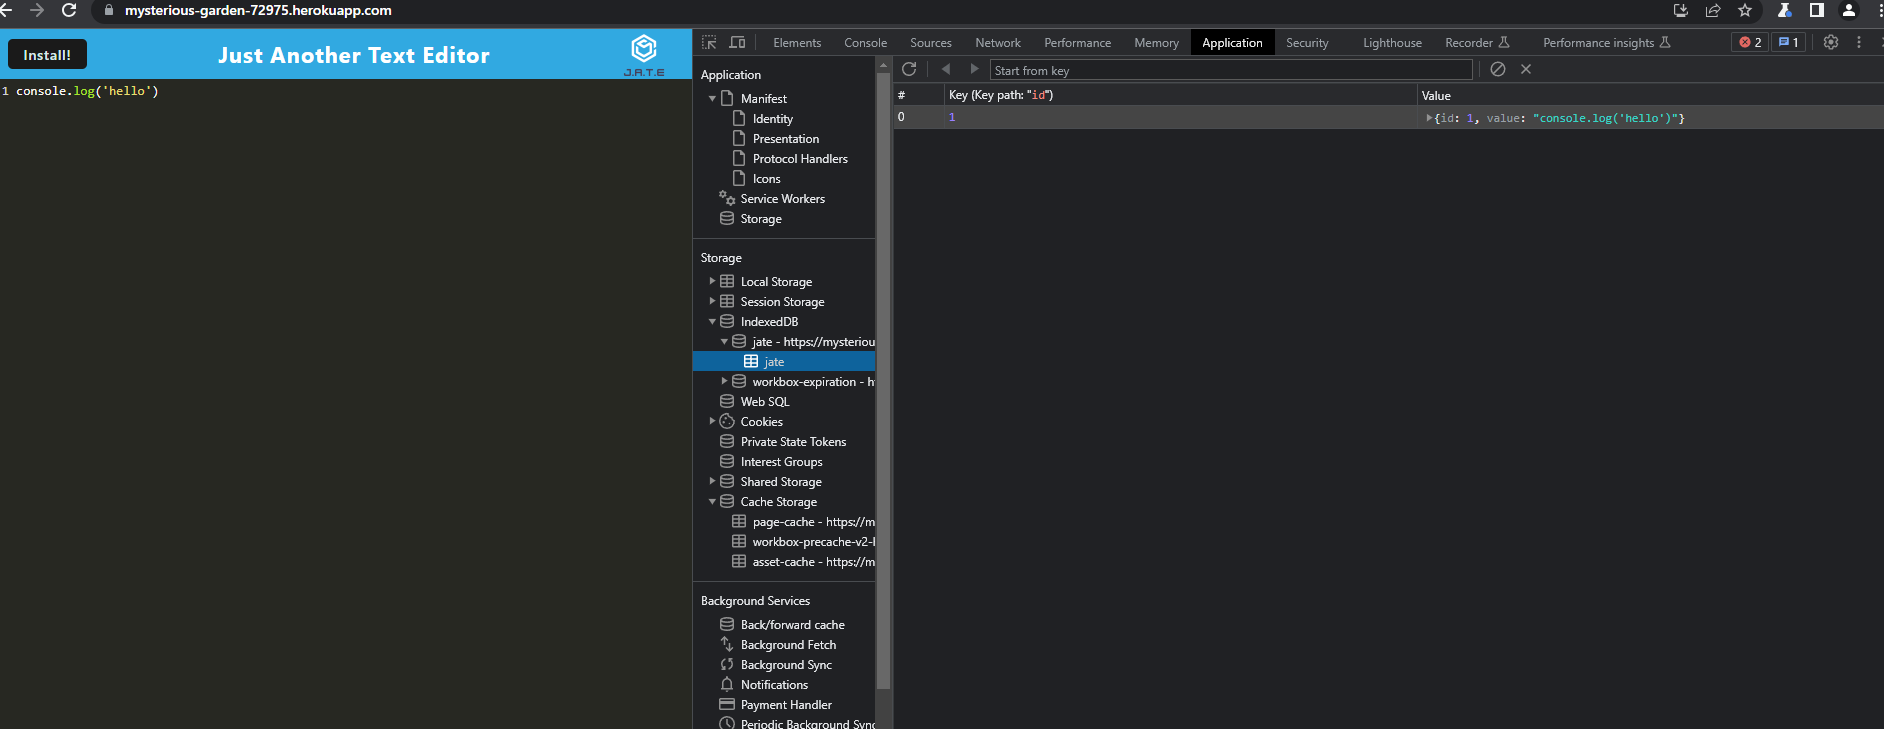 mysterious-garden-72975.herokuapp.com
Install!
Just Another Text Editor
J.A.T.E
1 console.log('hello')
Elements Console Sources Network Performance Memory Application Security Lighthouse Recorder Performance insights 2 1
Application
Manifest
Identity
Presentation
Protocol Handlers
Icons
Service Workers
Storage
Storage
Local Storage
Session Storage
IndexedDB
jate - https://mysteriou
jate
workbox-expiration - h
Web SQL
Cookies
Private State Tokens
Interest Groups
Shared Storage
Cache Storage
page-cache - https://m
workbox-precache-v2-
asset-cache - https://m
Background Services
Back/forward cache
Background Fetch
Background Sync
Notifications
Payment Handler
Periodic Background Sync
Start from key
# Key (Key path: "id") Value
0 1 {id: 1, value: "console.log('hello')"}